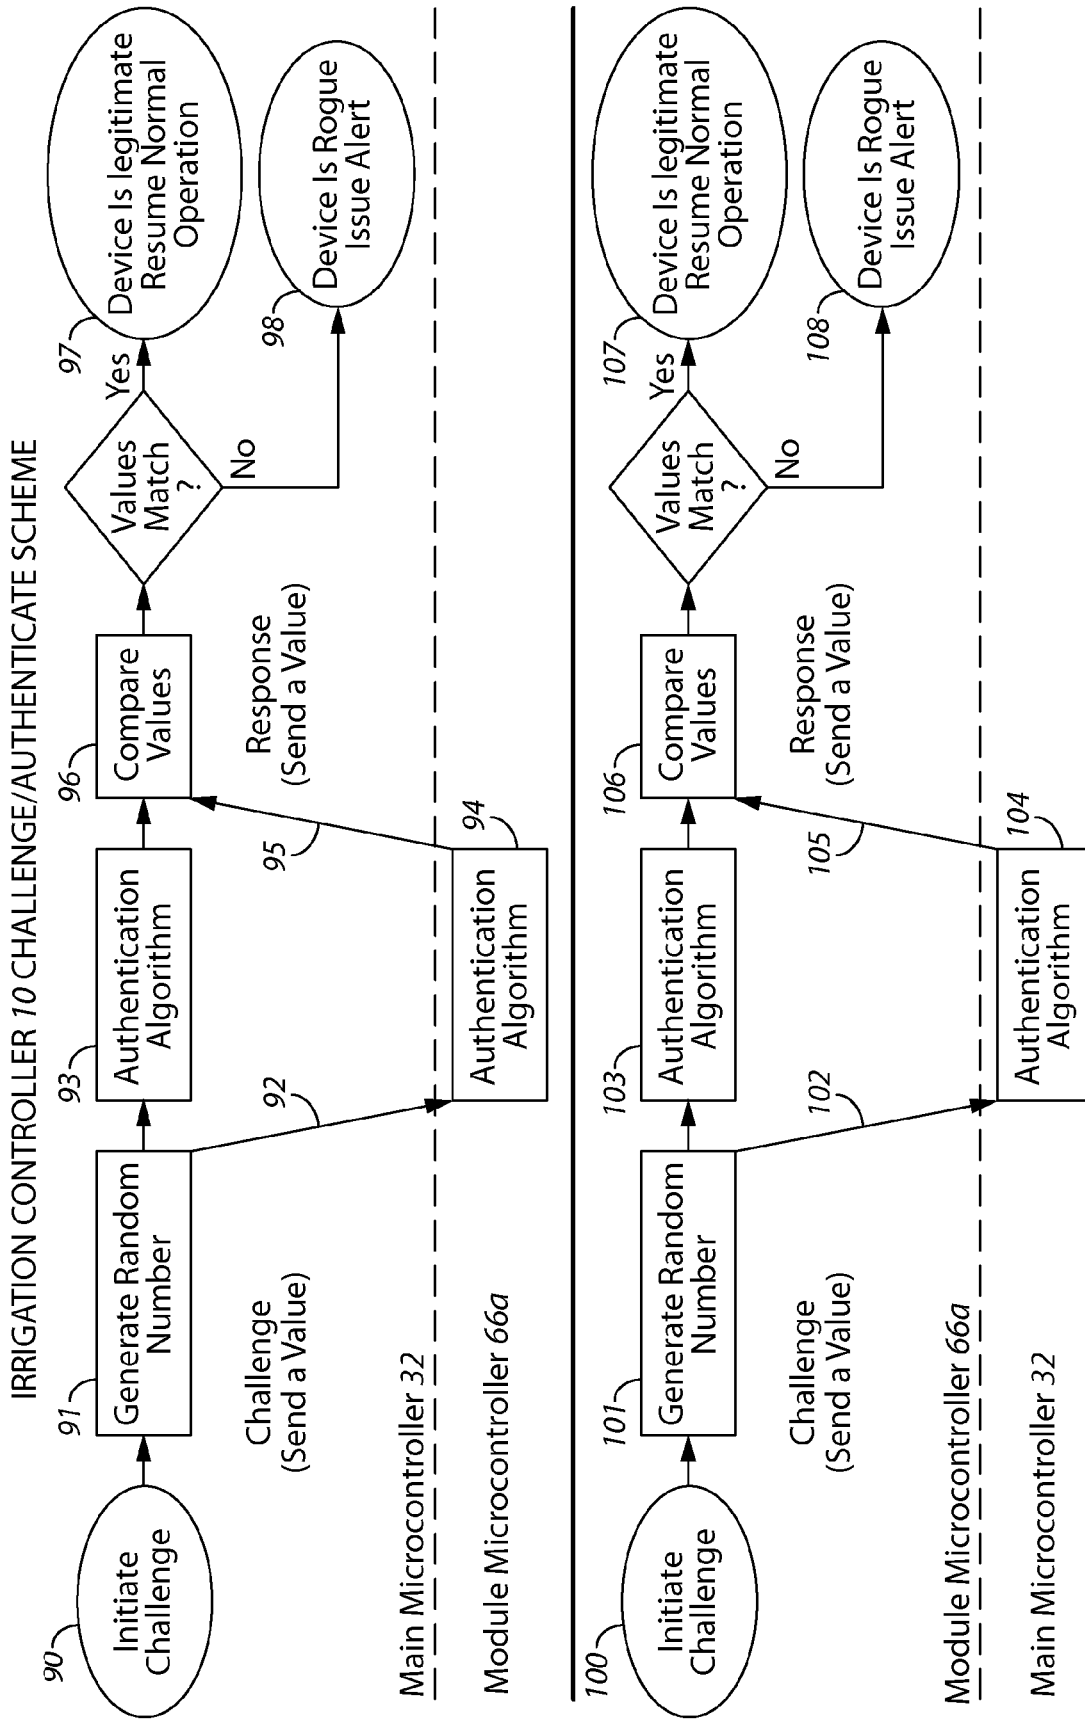 IRRIGATION CONTROLLER 10 CHALLENGE/AUTHENTICATE SCHEME
90
Initiate
Challenge
91
Generate Random
Number
93
Authentication
Algorithm
96
Compare
Values
Values
Match
?
Yes
No
97
Device Is legitimate
Resume Normal
Operation
98
Device Is Rogue
Issue Alert
Challenge
(Send a Value)
92
95
Response
(Send a Value)
Main Microcontroller 32
Module Microcontroller 66a
94
Authentication
Algorithm
100
Initiate
Challenge
101
Generate Random
Number
103
Authentication
Algorithm
106
Compare
Values
Values
Match
?
Yes
No
107
Device Is legitimate
Resume Normal
Operation
108
Device Is Rogue
Issue Alert
Challenge
(Send a Value)
102
105
Response
(Send a Value)
Module Microcontroller 66a
Main Microcontroller 32
104
Authentication
Algorithm